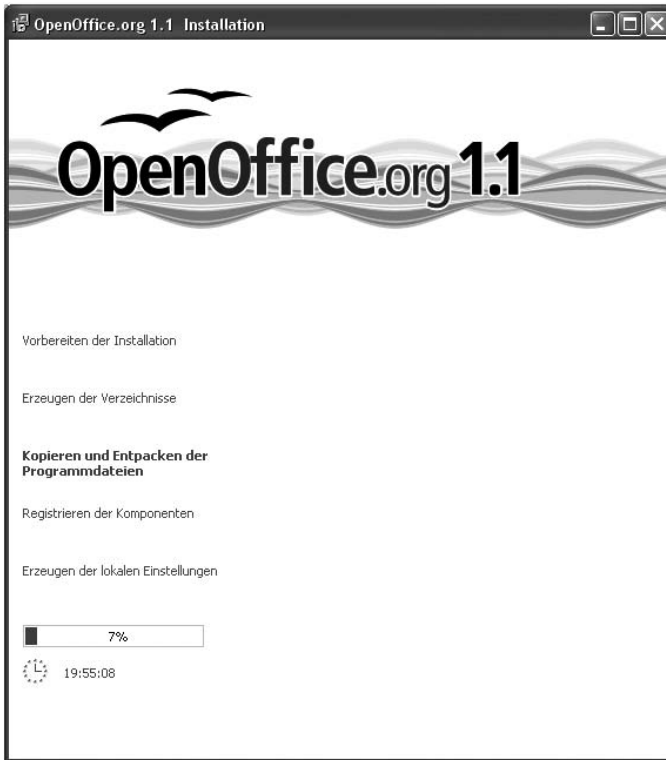 OpenOffice.org 1.1 Installation
OpenOffice.org 1.1
Vorbereiten der Installation
Erzeugen der Verzeichnisse
Kopieren und Entpacken der
Programmdateien
Registrieren der Komponenten
Erzeugen der lokalen Einstellungen
7%
19:55:08